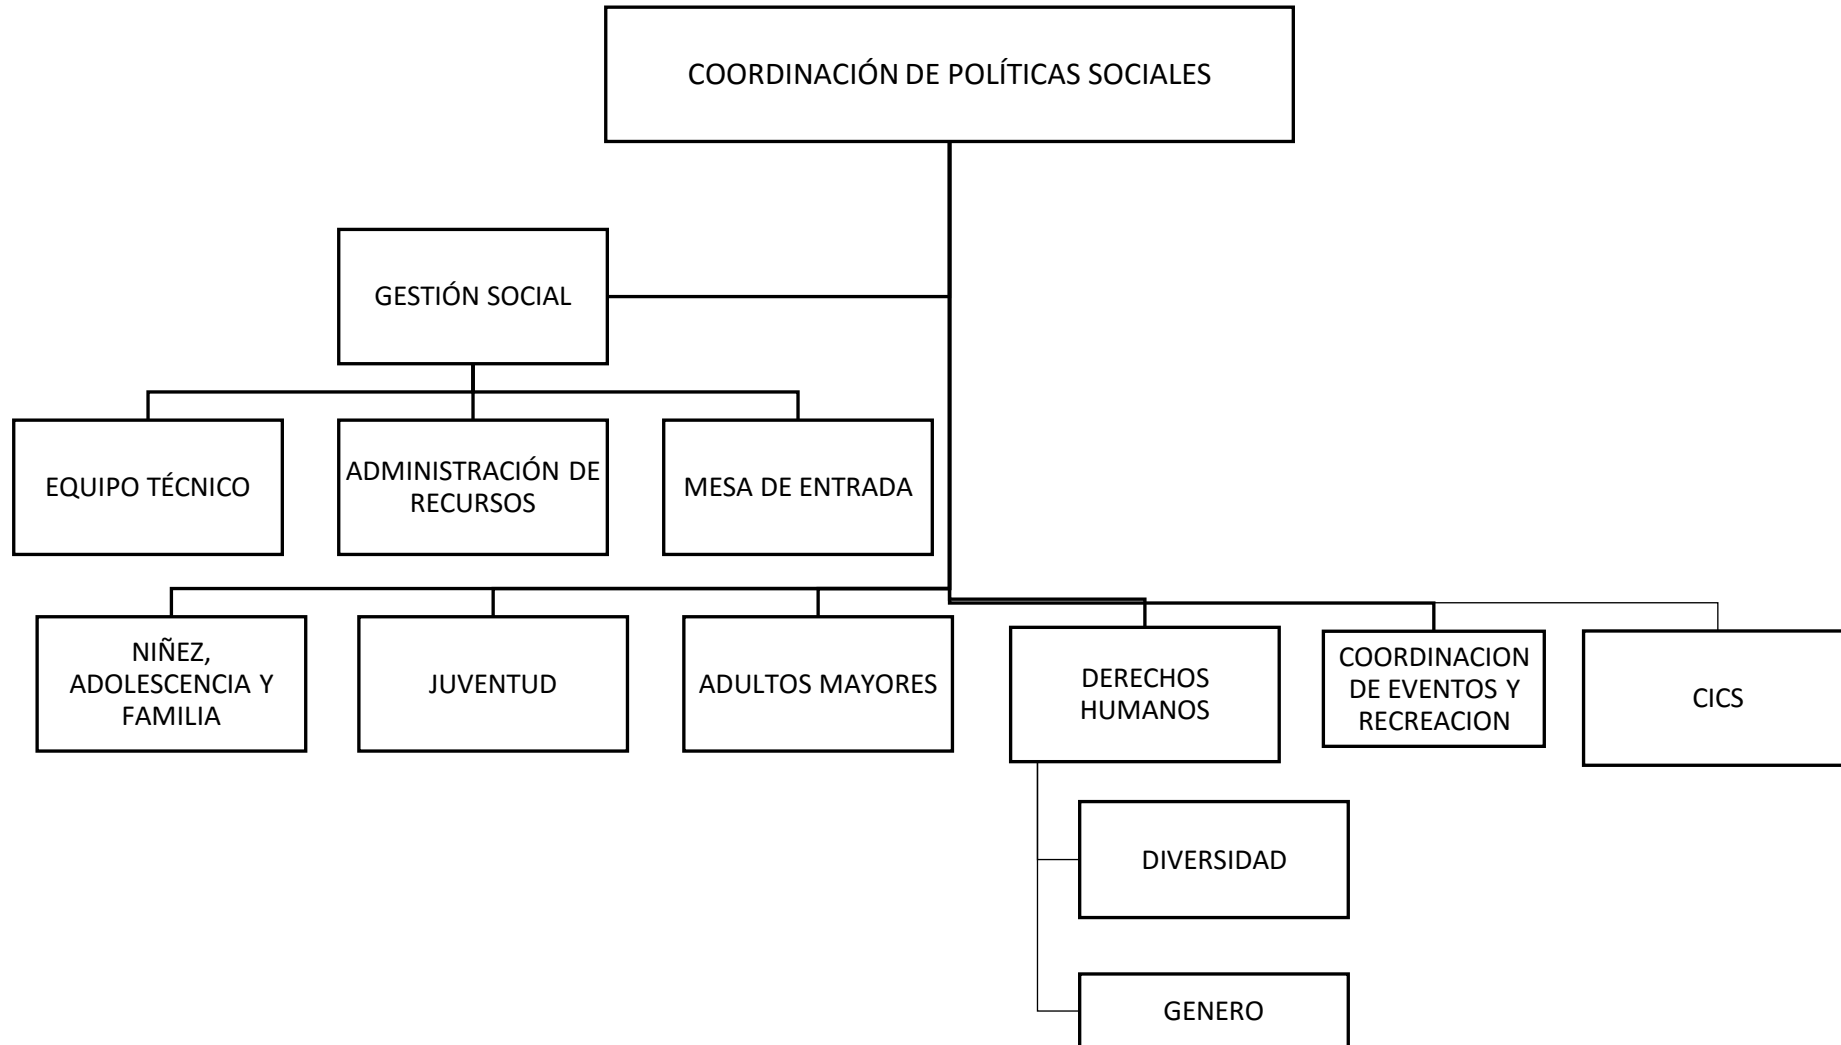 COORDINACIÓN DE POLÍTICAS SOCIALES
GESTIÓN SOCIAL
EQUIPO TÉCNICO
ADMINISTRACIÓN DE
RECURSOS
MESA DE ENTRADA
NIÑEZ,
ADOLESCENCIA Y
FAMILIA
JUVENTUD
ADULTOS MAYORES
DERECHOS
HUMANOS
COORDINACION
DE EVENTOS Y
RECREACION
CICS
DIVERSIDAD
GENERO